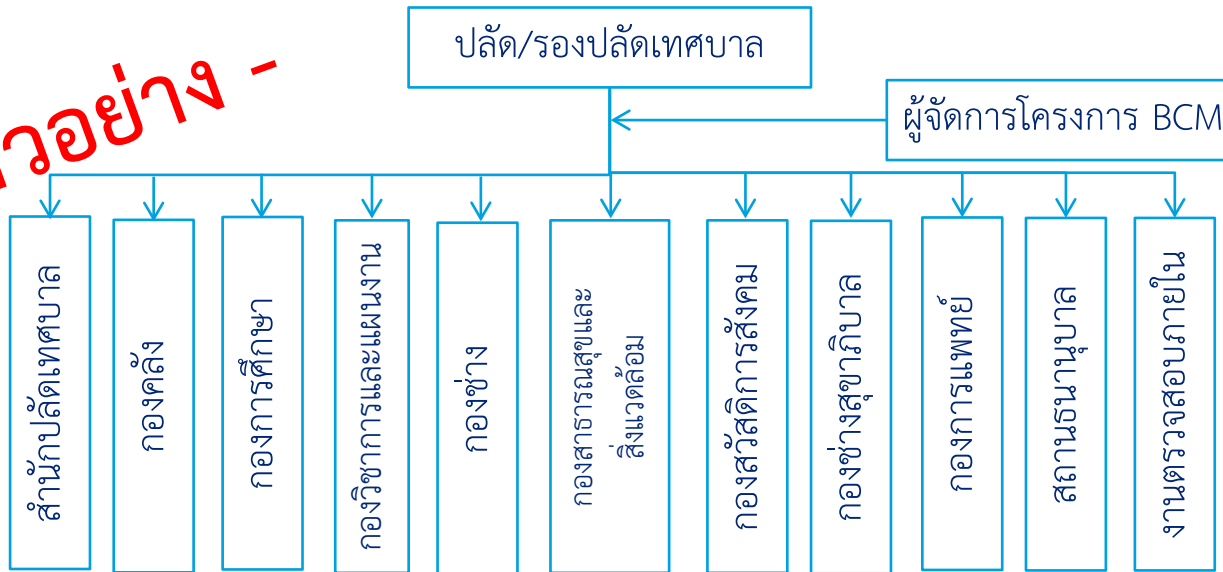 ปลัด/รองปลัดเทศบาล
วอย่าง -
ผู้จัดการโครงการ BCM
สำนักปลัดเทศบาล
กองคลัง
กองการศึกษา
กองวิชาการและแผนงาน
กองช่าง
กองสาธารณสุขและ
สิ่งแวดล้อม
กองสวัสดิการสังคม
กองช่างสุขาภิบาล
กองการแพทย์
สถานธนานุบาล
งานตรวจสอบภายใน